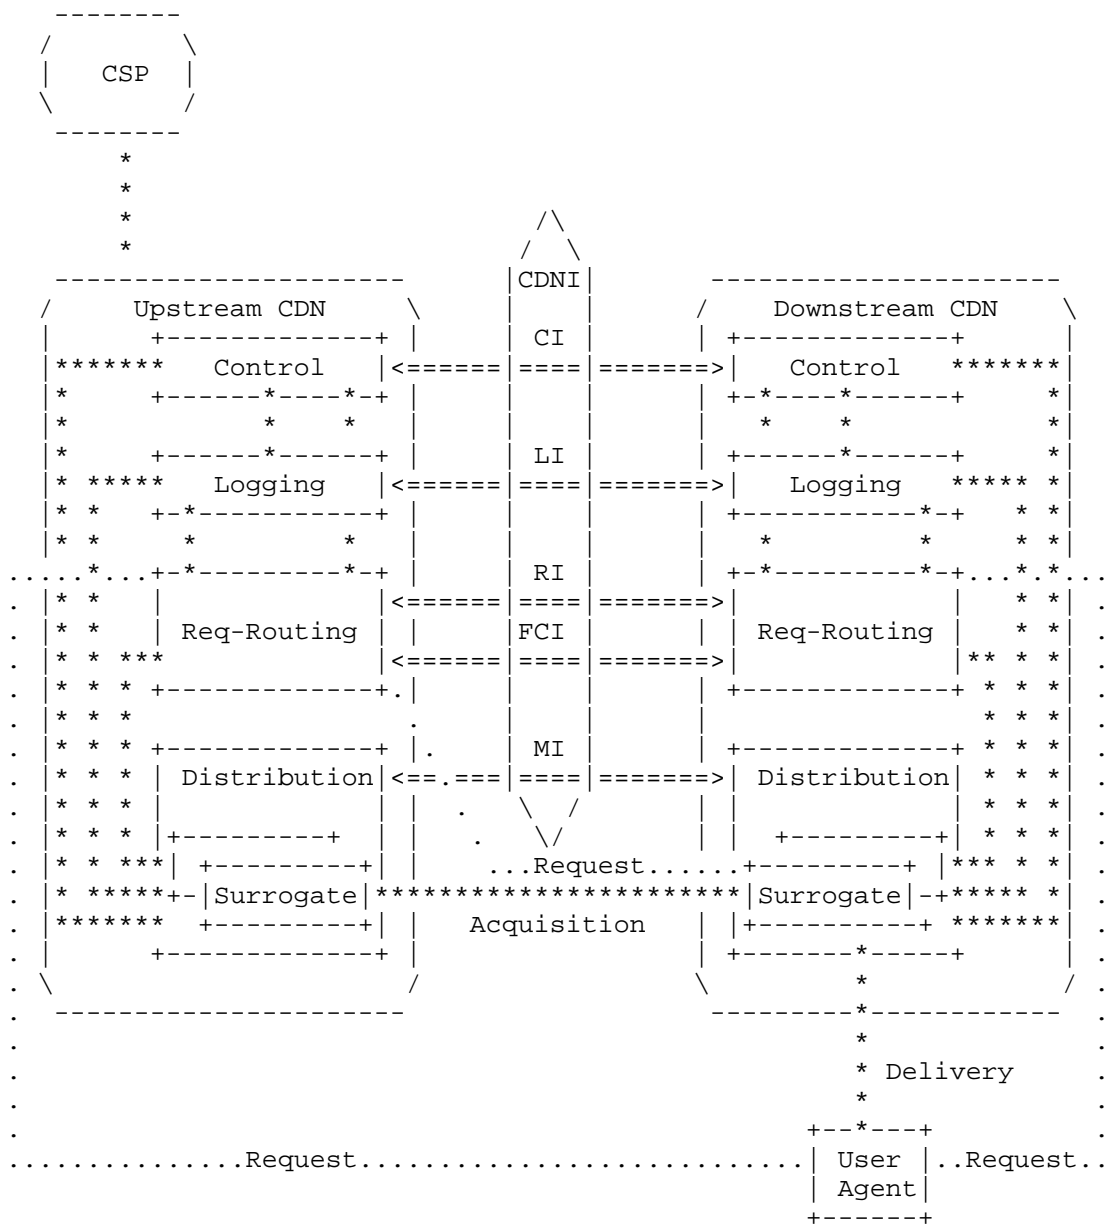 CSP
CDNI
Upstream CDN Downstream CDN
CI
Control Control
LI
Logging Logging
RI
Req-Routing FCI Req-Routing
MI
Distribution Distribution
Request
Surrogate Surrogate
Acquisition
Delivery
Request User Request
Agent